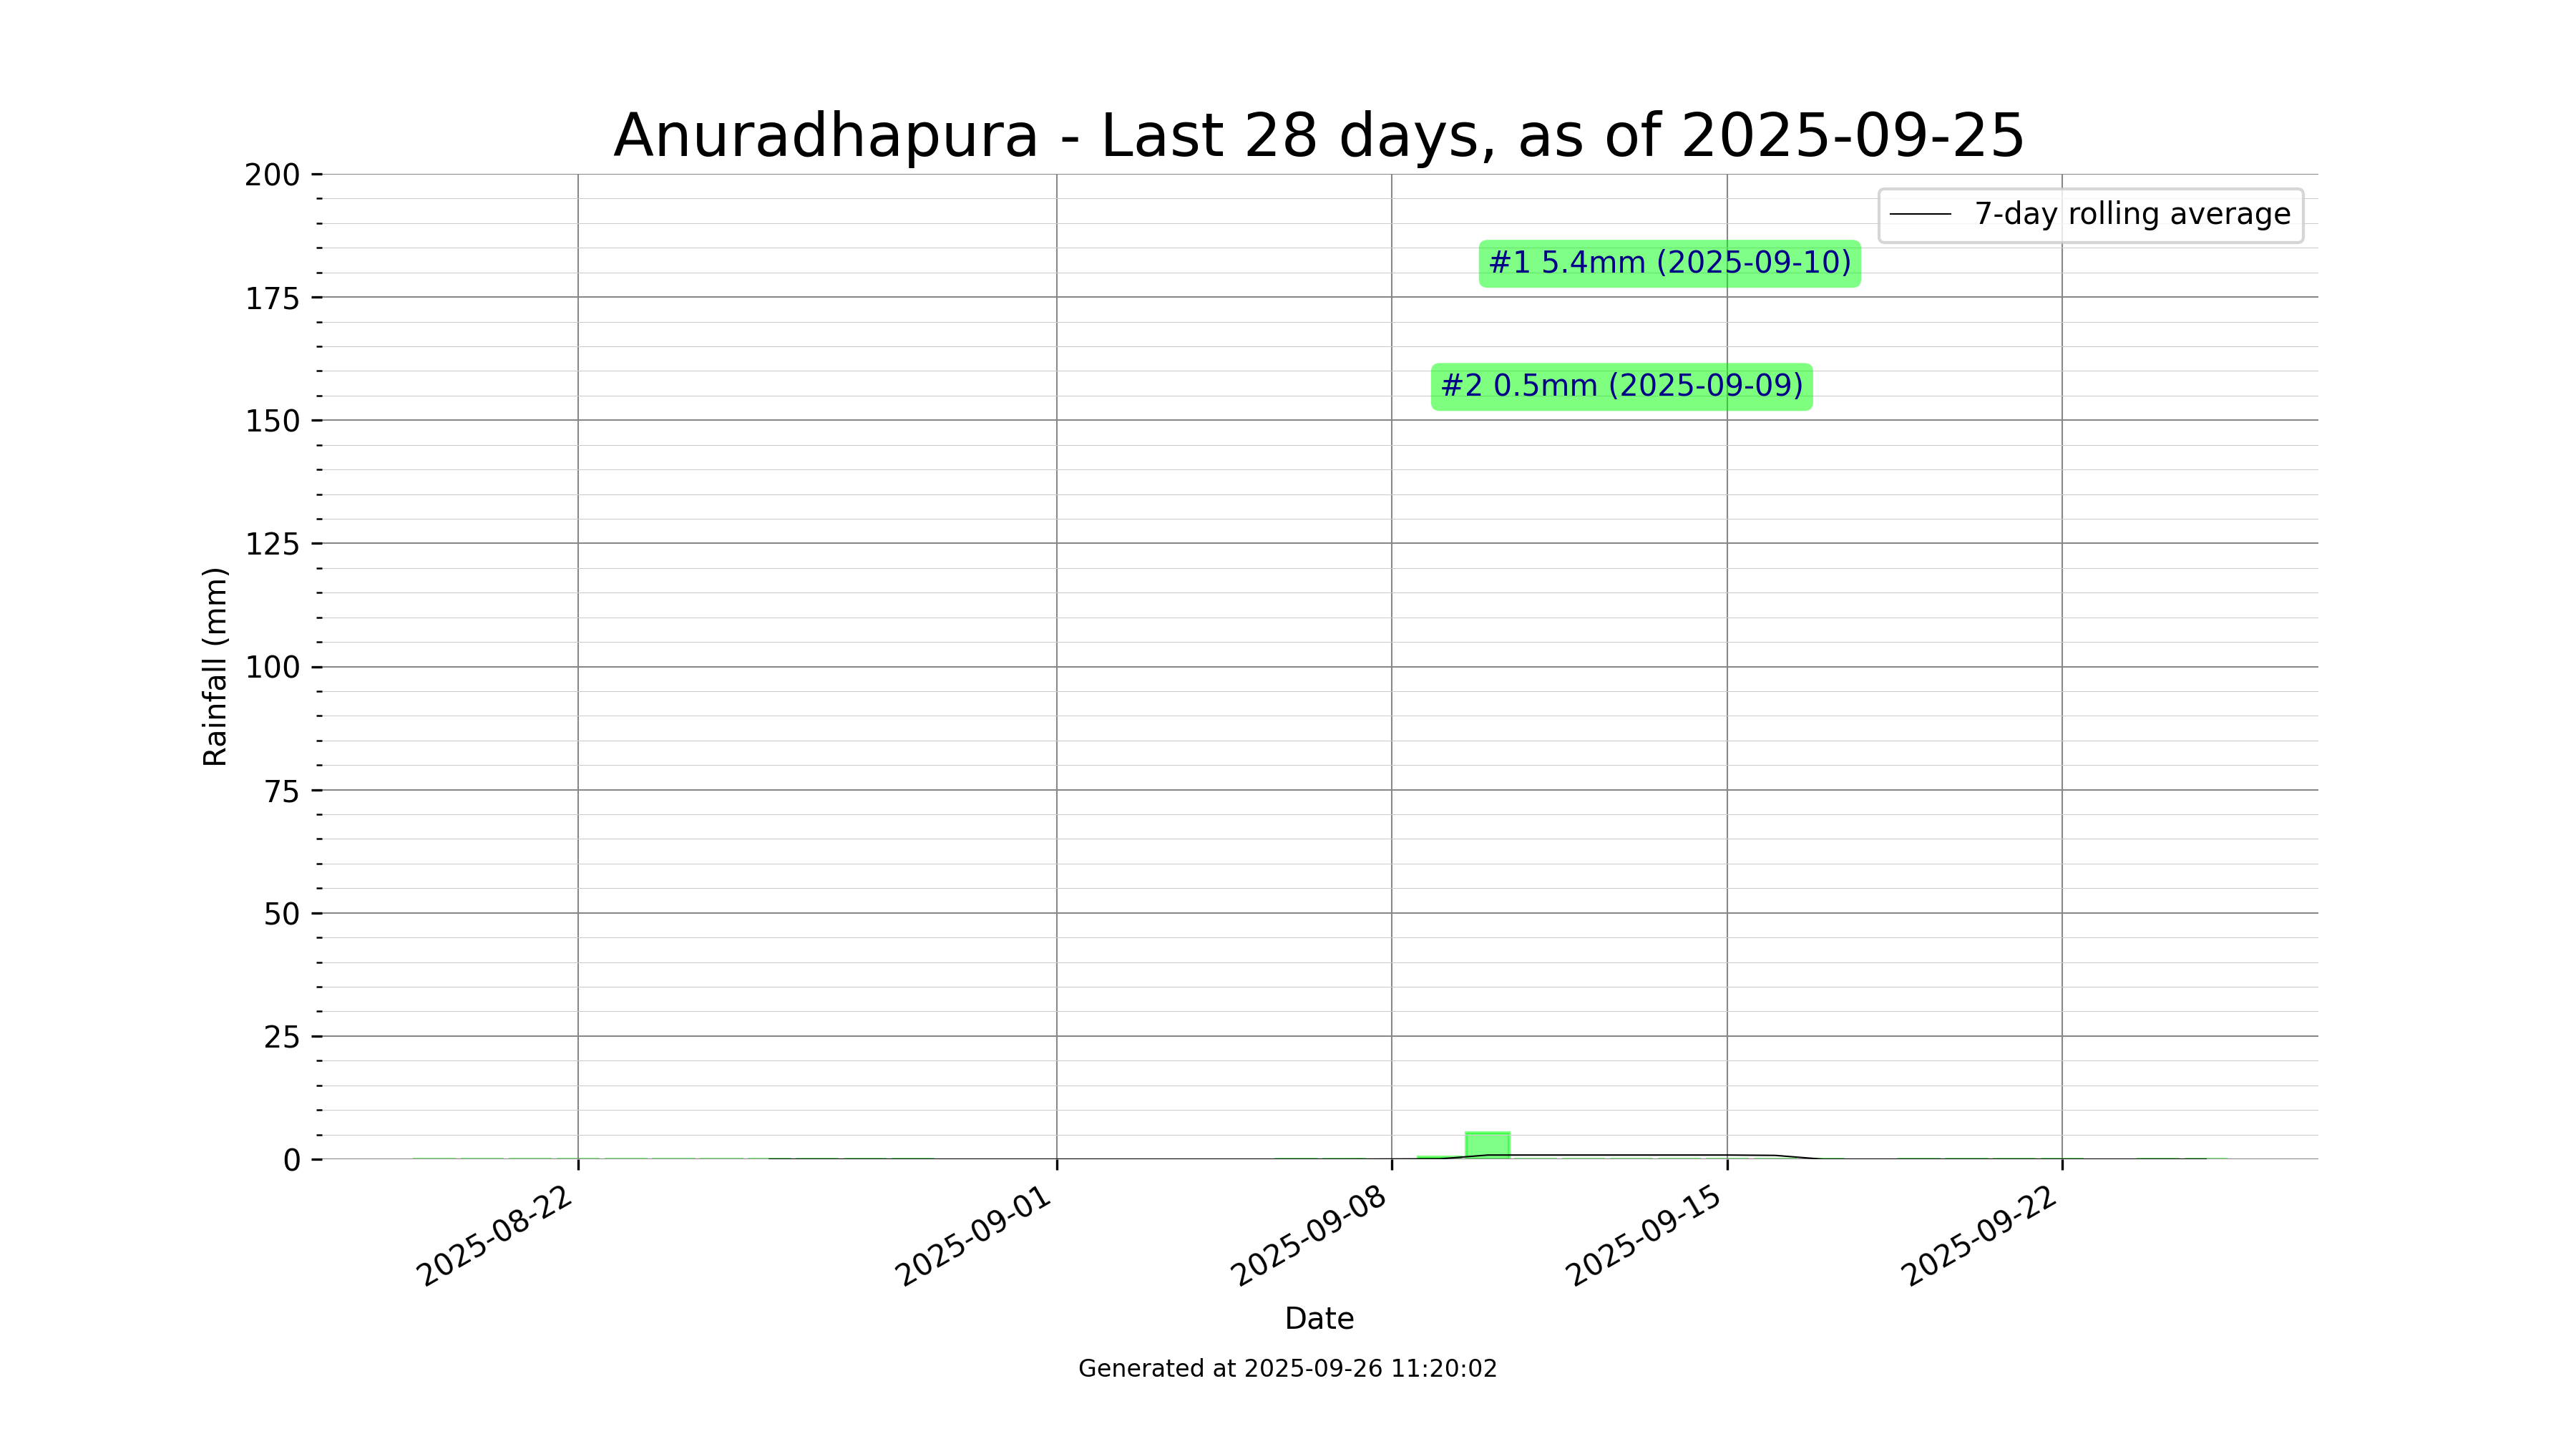 Anuradhapura - Last 28 days, as of 2025-09-25
7-day rolling average
#1 5.4mm (2025-09-10)
#2 0.5mm (2025-09-09)
Rainfall (mm)
200
175
150
125
100
75
50
25
0
2025-08-22
2025-09-01
2025-09-08
2025-09-15
2025-09-22
Date
Generated at 2025-09-26 11:20:02